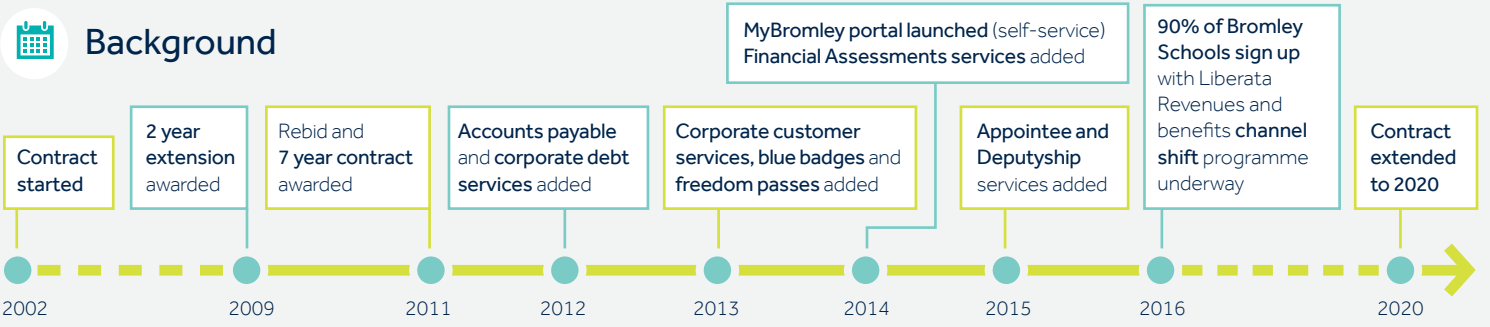 Background
Contract
started
2 year
extension
awarded
Rebid and
7 year contract
awarded
Accounts payable
and corporate debt
services added
Corporate customer
services, blue badges and
freedom passes added
MyBromley portal launched (self-service)
Financial Assessments services added
Appointee and
Deputyship
services added
90% of Bromley
Schools sign up
with Liberata
Revenues and
benefits channel
shift programme
underway
Contract
extended
to 2020
2002
2009
2011
2012
2013
2014
2015
2016
2020